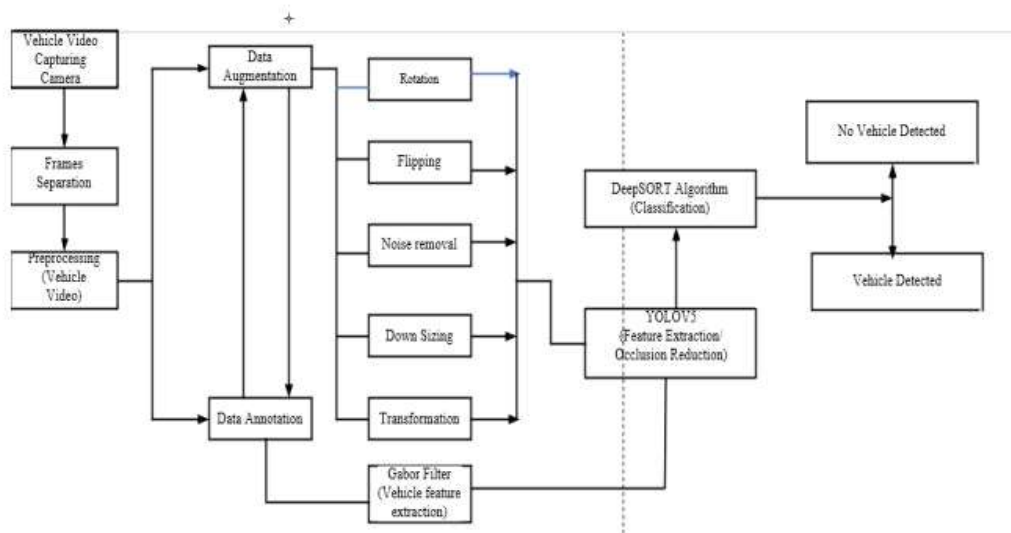 Vehicle Video
Capturing
Camera
Frames
Separation
Preprocessing
(Vehicle
Video)
Data
Augmentation
Data Annotation
Rotation
Flipping
Noise removal
Down Sizing
Transformation
Gabor Filter
(Vehicle feature
extraction)
DeepSORT Algorithm
(Classification)
YOLOV5
(Feature Extraction/
Occlusion Reduction)
No Vehicle Detected
Vehicle Detected